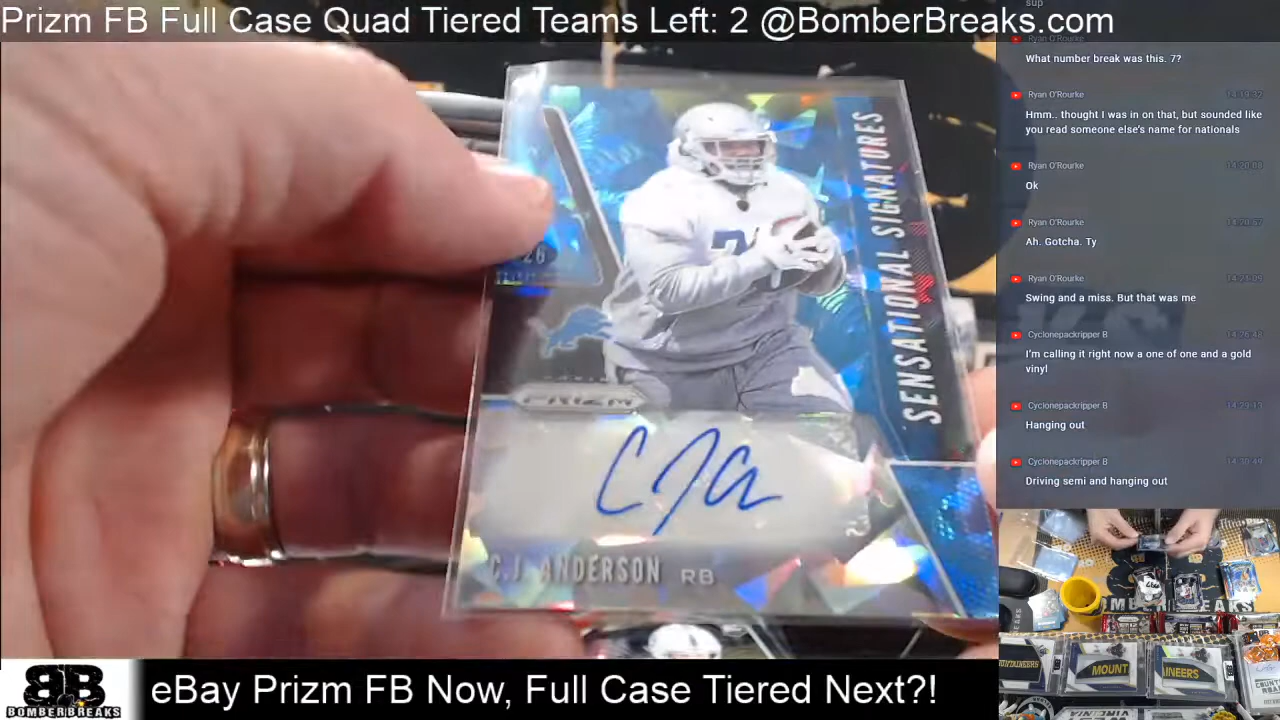 Prizm FB Full Case Quad Tiered Teams Left: 2 @BomberBreaks.com
SENSATIONAL SIGNATURES
PRIZM
C.J. ANDERSON RB
sup
Ryan O'Rourke
What number break was this. 7?
Ryan O'Rourke
Hmm.. thought I was in on that, but sounded like
you read someone else's name for nationals
Ryan O'Rourke
Ok
Ryan O'Rourke
Ah. Gotcha. Ty
Ryan O'Rourke
Swing and a miss. But that was me
Cyclonepackripper B
I'm calling it right now a one of one and a gold
vinyl
Cyclonepackripper B
Hanging out
Cyclonepackripper B
Driving semi and hanging out
MOUNT
AINEERS
BB
BOMBERBREAKS
eBay Prizm FB Now, Full Case Tiered Next?!